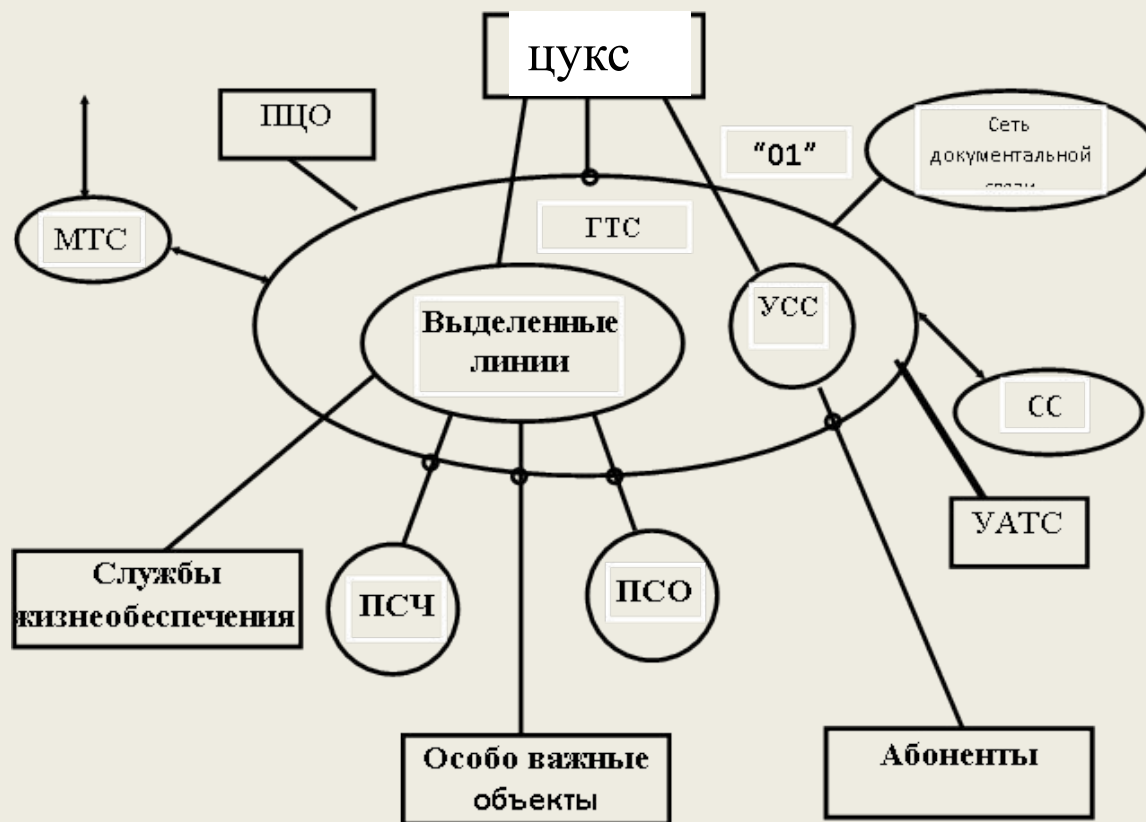 цукс
ПЦО
“01”
Сеть
документальной
ГТС
МТС
Выделенные
линии
УСС
СС
УАТС
Службы
жизнеобеспечения
ПСЧ
ПСО
Особо важные
объекты
Абоненты